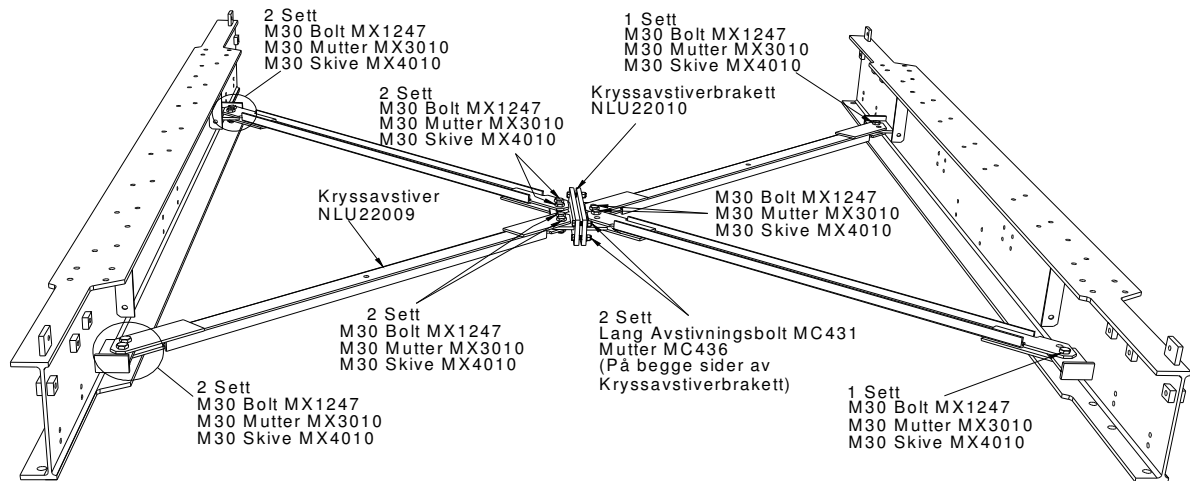 2 Sett
M30 Bolt MX1247
M30 Mutter MX3010
M30 Skive MX4010
1 Sett
M30 Bolt MX1247
M30 Mutter MX3010
M30 Skive MX4010
2 Sett
M30 Bolt MX1247
M30 Mutter MX3010
M30 Skive MX4010
Kryssavstiverbrakett
NLU22010
Kryssavstiver
NLU22009
M30 Bolt MX1247
M30 Mutter MX3010
M30 Skive MX4010
2 Sett
M30 Bolt MX1247
M30 Mutter MX3010
M30 Skive MX4010
2 Sett
Lang Avstivningsbolt MC431
Mutter MC436
(På begge sider av
Kryssavstiverbrakett)
2 Sett
M30 Bolt MX1247
M30 Mutter MX3010
M30 Skive MX4010
1 Sett
M30 Bolt MX1247
M30 Mutter MX3010
M30 Skive MX4010